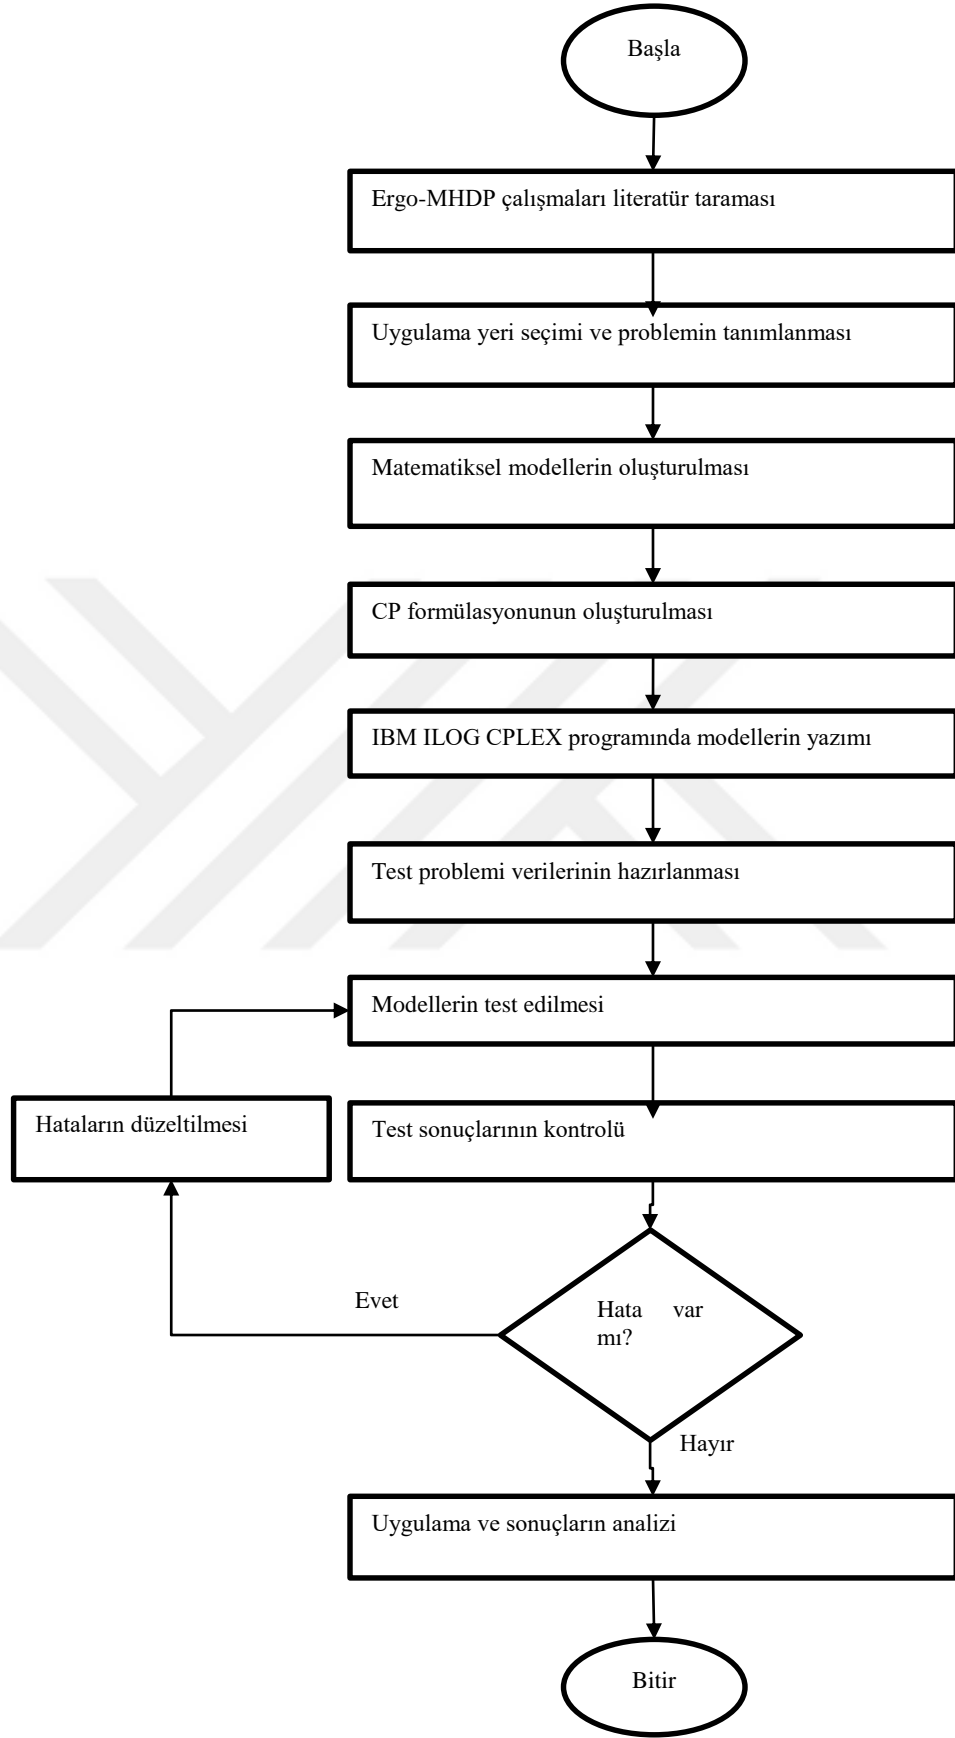 Başla
Ergo-MHDP çalışmaları literatür taraması
Uygulama yeri seçimi ve problemin tanımlanması
Matematiksel modellerin oluşturulması
CP formülasyonunun oluşturulması
IBM ILOG CPLEX programında modellerin yazımı
Test problemi verilerinin hazırlanması
Modellerin test edilmesi
Hataların düzeltilmesi
Test sonuçlarının kontrolü
Evet
Hata var
mı?
Hayır
Uygulama ve sonuçların analizi
Bitir